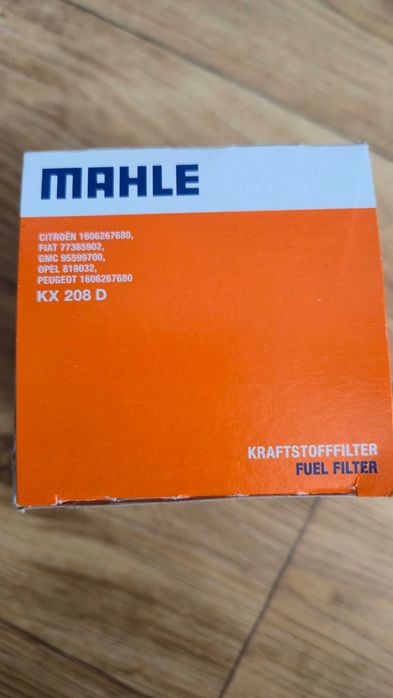 MAHLE
CITROËN 1606267680,
FIAT 77365902,
GMC 95599700,
OPEL 818032,
PEUGEOT 1606267680
KX 208 D
KRAFTSTOFFFILTER
FUEL FILTER